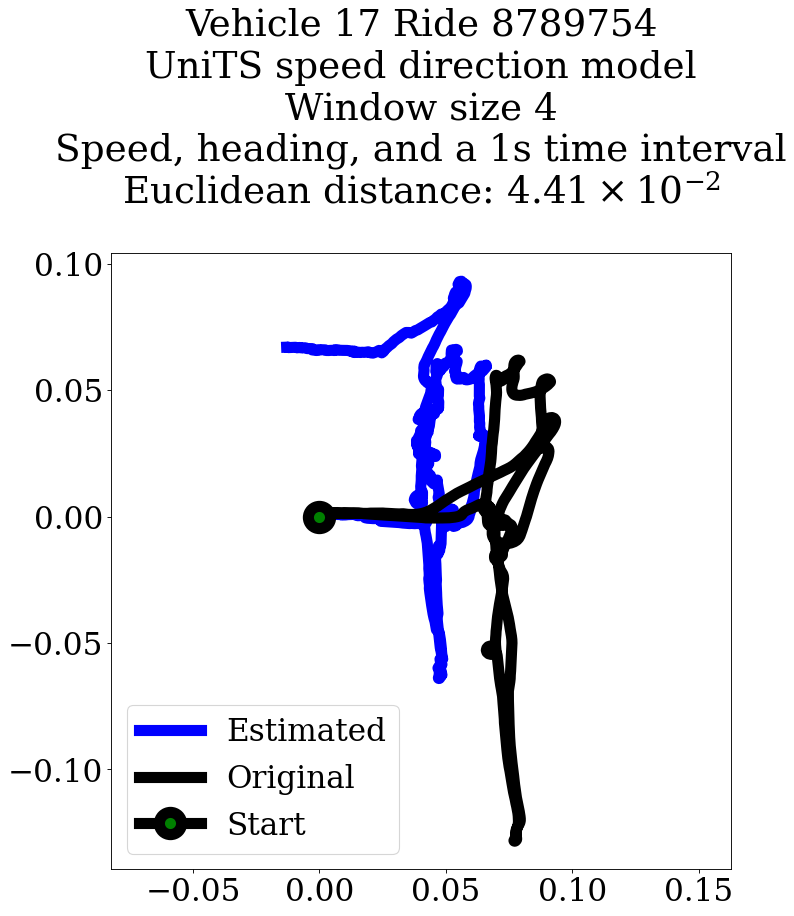 Vehicle 17 Ride 8789754
UniTS speed direction model
Window size 4
Speed, heading, and a 1s time interval
Euclidean distance: 4.41 × 10⁻²
0.10
0.05
0.00
−0.05
−0.10
Estimated
Original
Start
−0.05 0.00 0.05 0.10 0.15